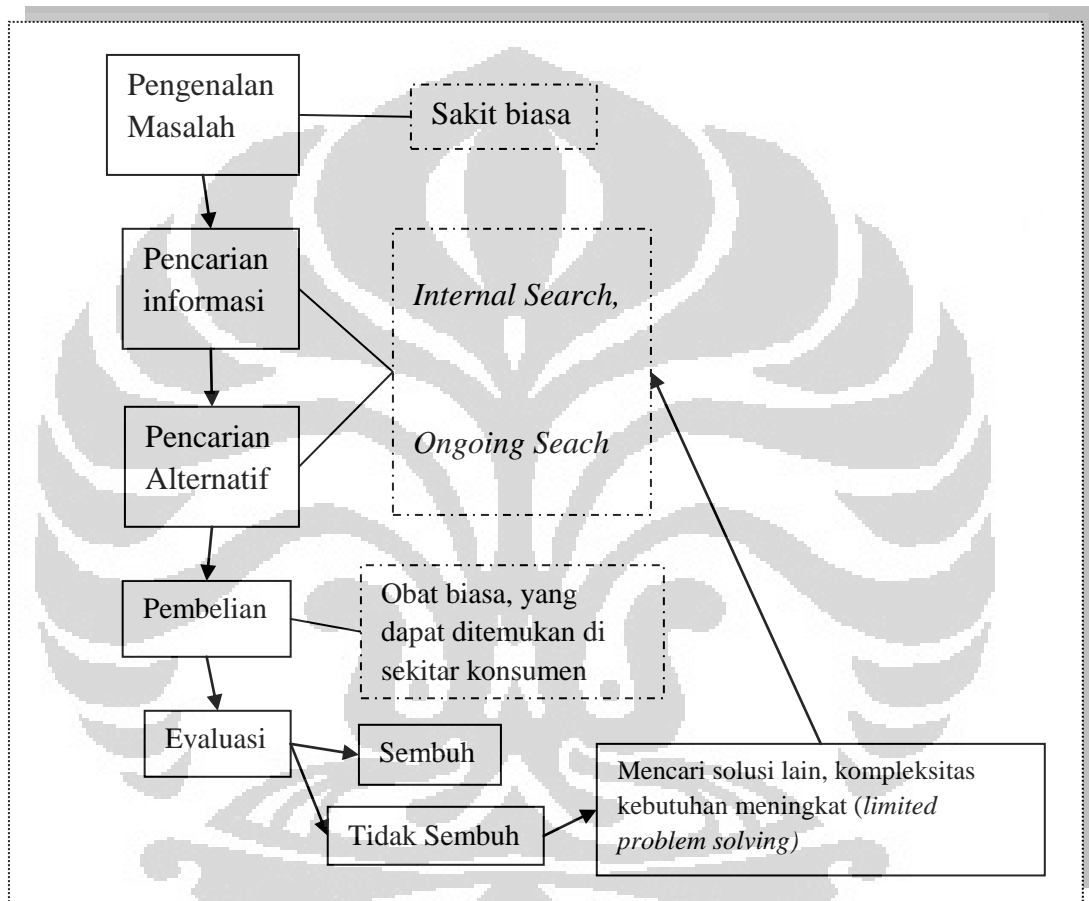 Pengenalan
Masalah
Sakit biasa
Pencarian
informasi
Internal Search,
Ongoing Seach
Pencarian
Alternatif
Pembelian
Obat biasa, yang
dapat ditemukan di
sekitar konsumen
Evaluasi
Sembuh
Tidak Sembuh
Mencari solusi lain, kompleksitas
kebutuhan meningkat (limited
problem solving)